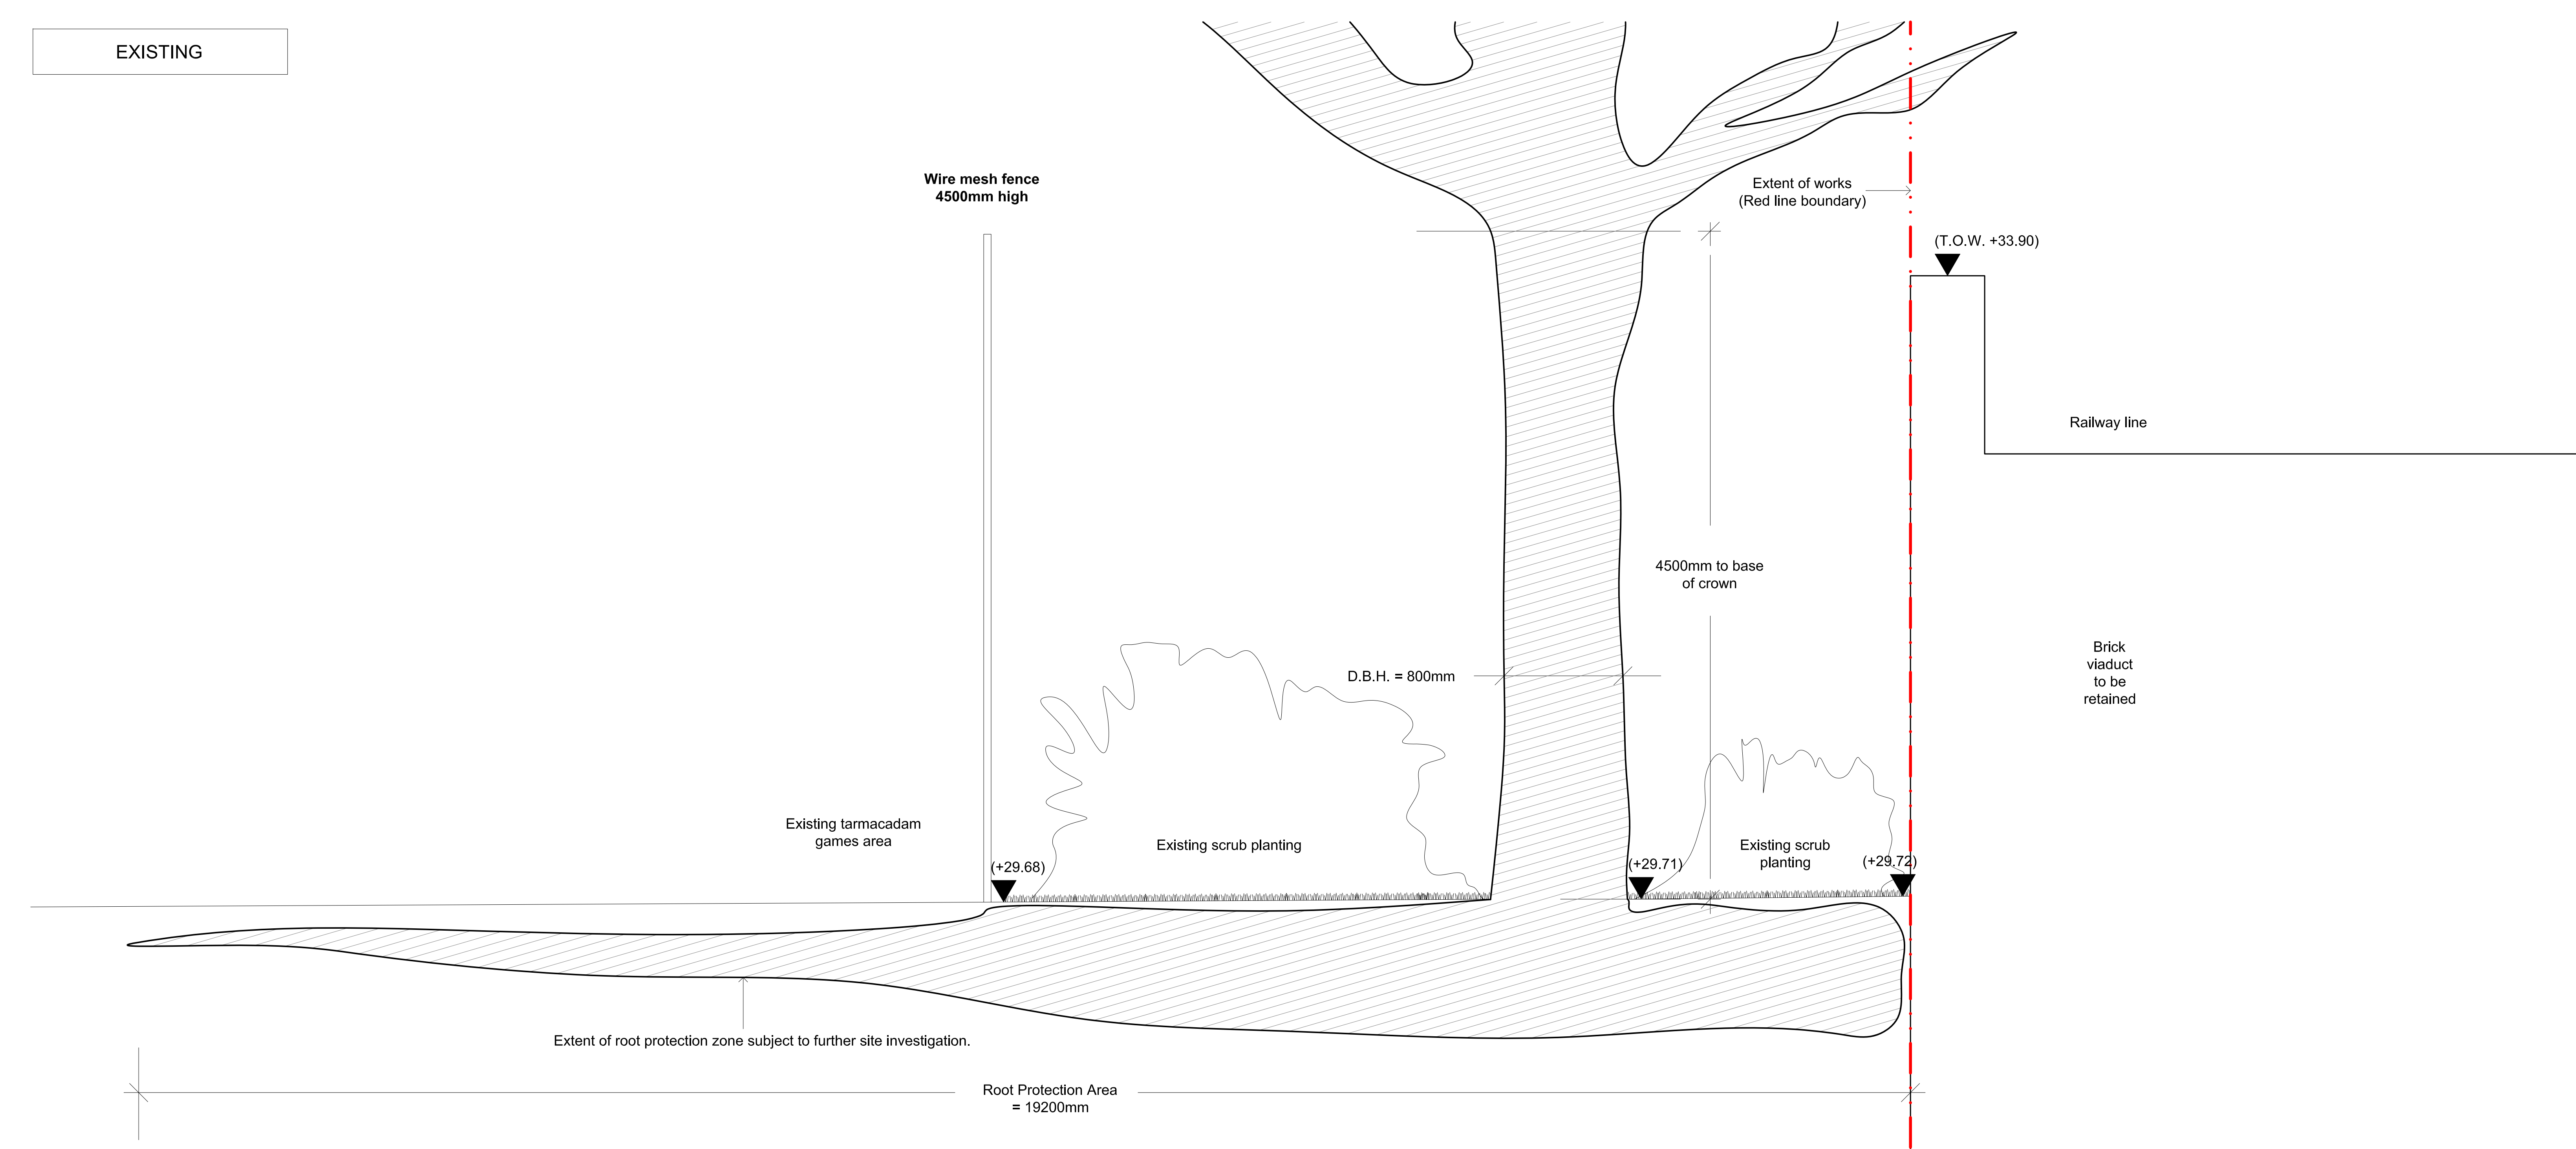 EXISTING
Wire mesh fence
4500mm high
Extent of works
(Red line boundary)
(T.O.W. +33.90)
Railway line
4500mm to base
of crown
Brick
viaduct
to be
retained
D.B.H. = 800mm
Existing tarmacadam
games area
(+29.68)
Existing scrub planting
(+29.71)
Existing scrub
planting
(+29.72)
Extent of root protection zone subject to further site investigation.
Root Protection Area
= 19200mm